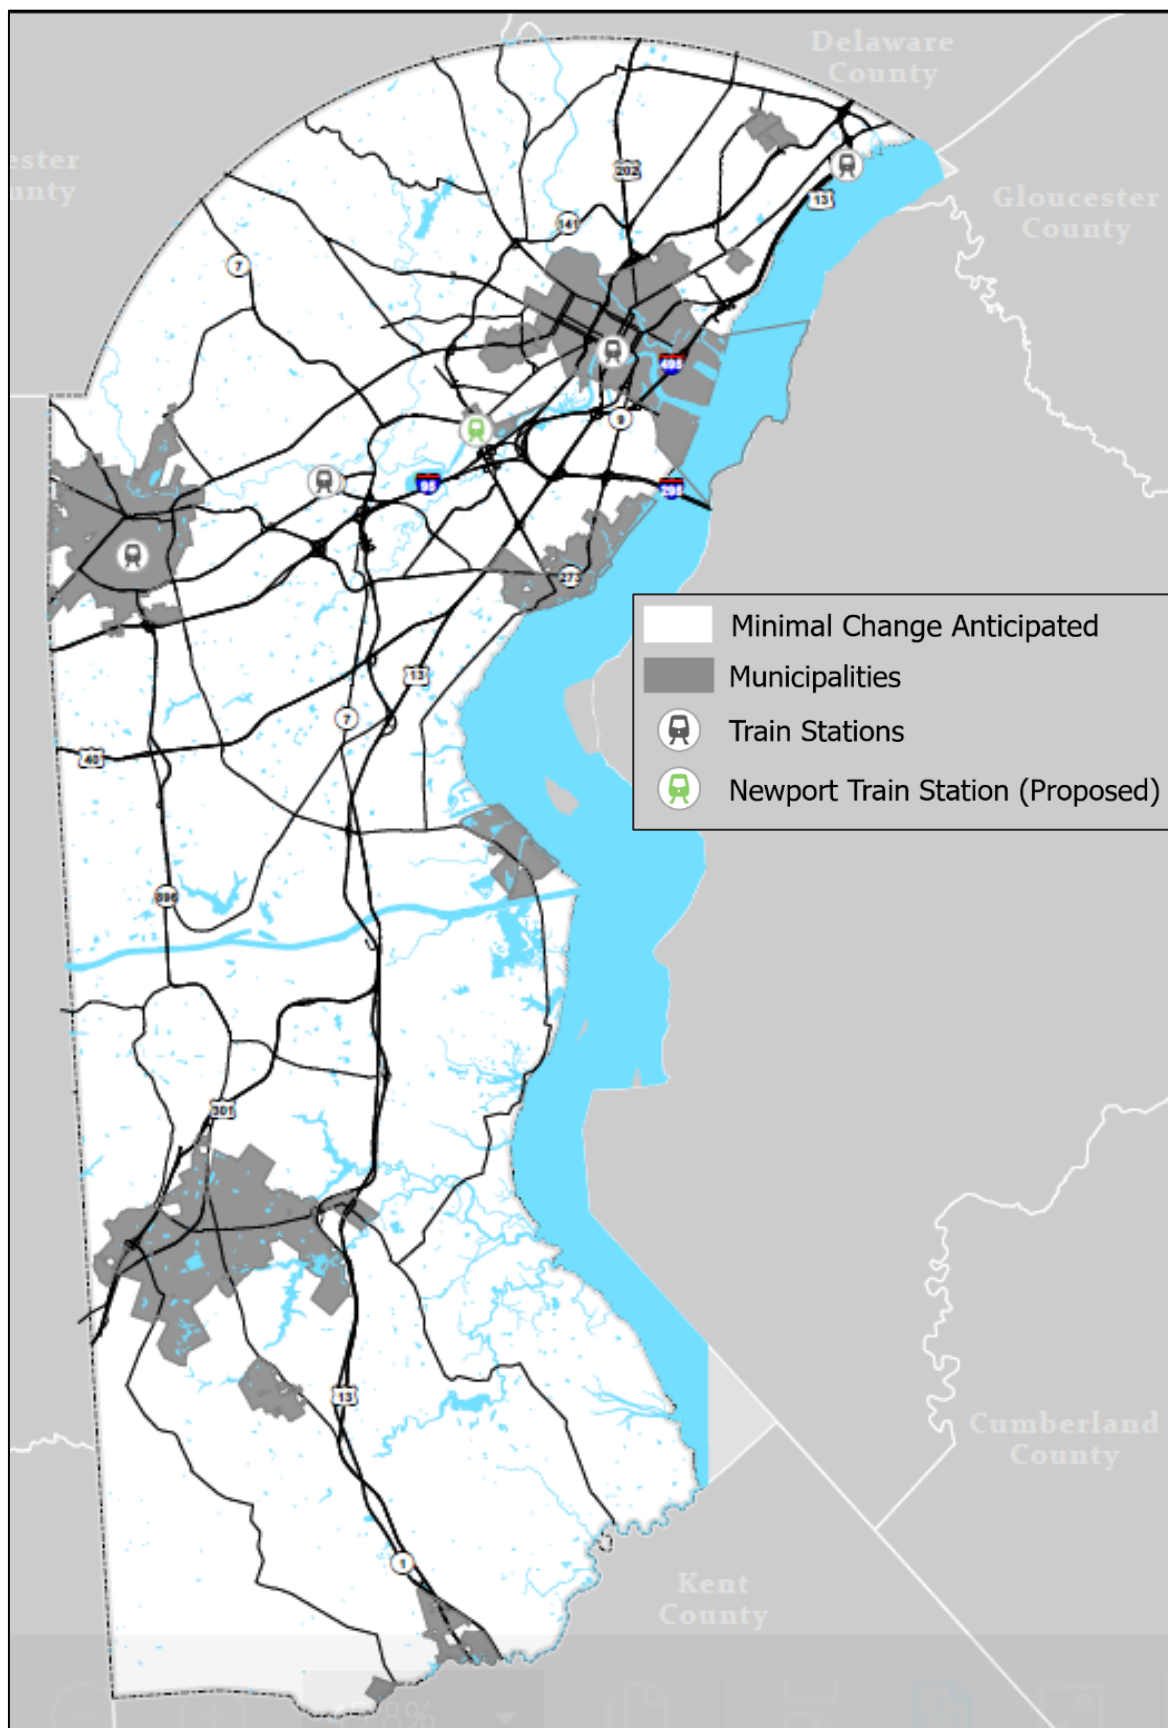 Delaware
County
ester
unty
Gloucester
County
202
13
141
7
495
9
95
295
273
Minimal Change Anticipated
Municipalities
13
7
Train Stations
40
Newport Train Station (Proposed)
896
301
13
Cumberland
County
1
Kent
County